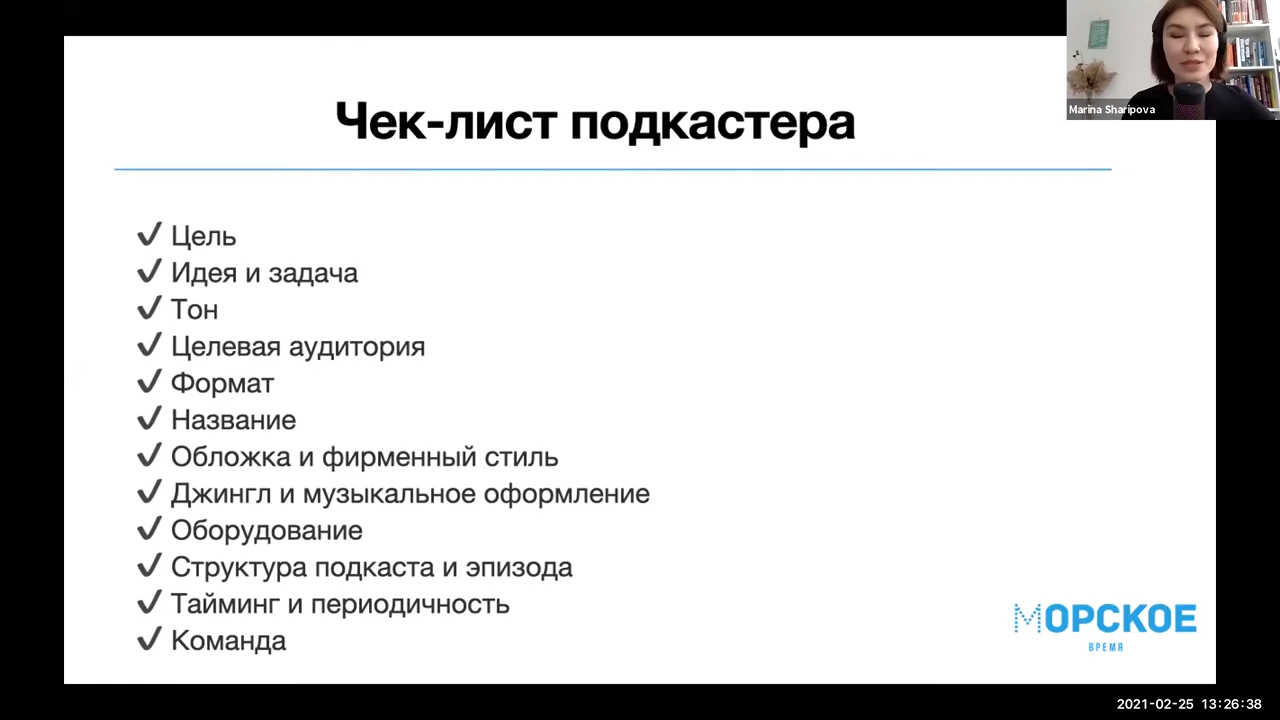 Marina Sharipova
Чек-лист подкастера
✓ Цель
✓ Идея и задача
✓ Тон
✓ Целевая аудитория
✓ Формат
✓ Название
✓ Обложка и фирменный стиль
✓ Джингл и музыкальное оформление
✓ Оборудование
✓ Структура подкаста и эпизода
✓ Тайминг и периодичность
✓ Команда
МОРСКОЕ
ВРЕМЯ
2021-02-25 13:26:38